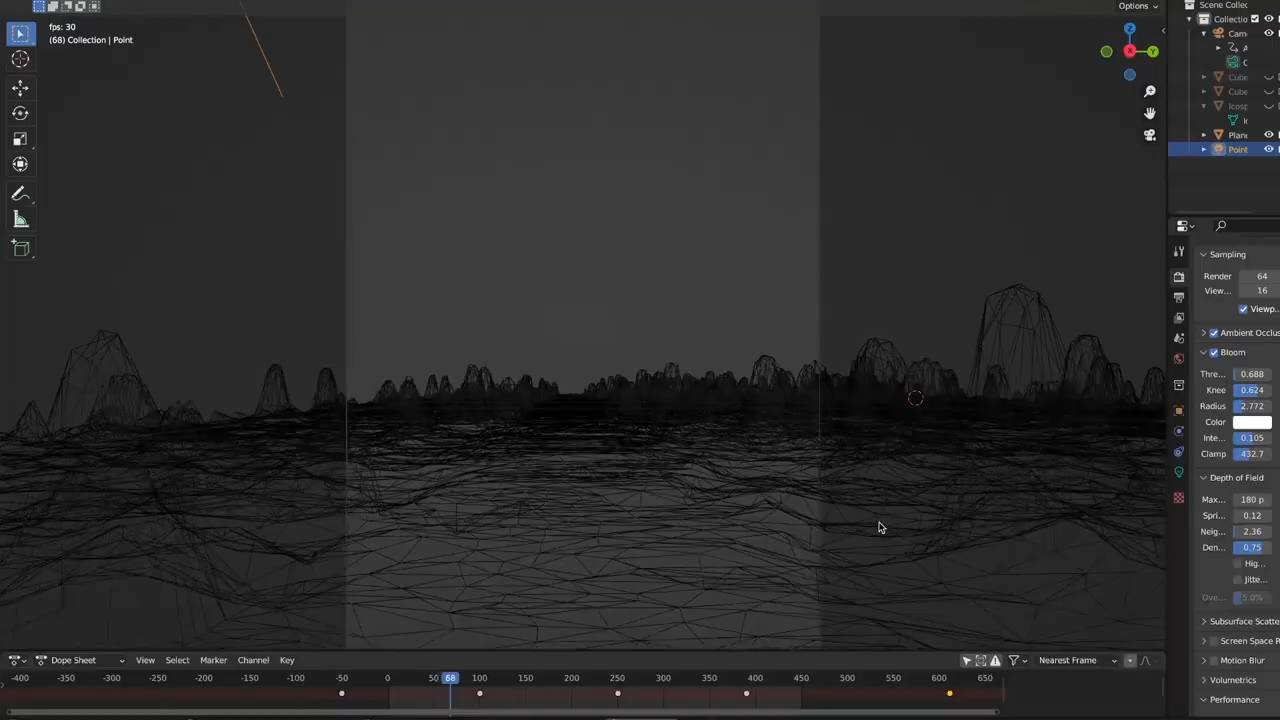 Options
Scene Collec
fps: 30
(68) Collection | Point
Collectio
Cam
Cube
Cube
Icosp
Plane
Point
Z
X
Y
Sampling
Render 64
View... 16
Viewp...
Ambient Occlus
Bloom
Thre... 0.688
Knee 0.624
Radius 2.772
Color
Inte... 0.105
Clamp 432.7
Depth of Field
Max... 180 p
Spri... 0.12
Neig... 2.36
Den... 0.75
Hig...
Jitte...
Ove... 5.0%
Subsurface Scatte
Screen Space R
Motion Blur
Volumetrics
Performance
Dope Sheet View Select Marker Channel Key Nearest Frame
-400 -350 -300 -250 -200 -150 -100 -50 0 50 68 100 150 200 250 300 350 400 450 500 550 600 650